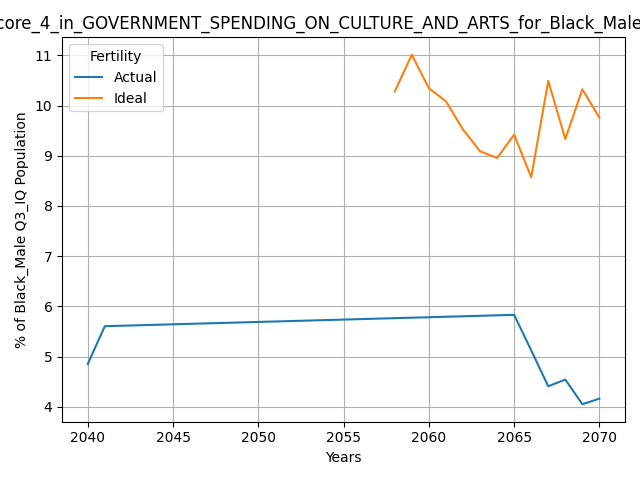 core_4_in_GOVERNMENT_SPENDING_ON_CULTURE_AND_ARTS_for_Black_Male
Fertility
Actual
Ideal
% of Black_Male Q3_IQ Population
11
10
9
8
7
6
5
4
2040
2045
2050
2055
2060
2065
2070
Years